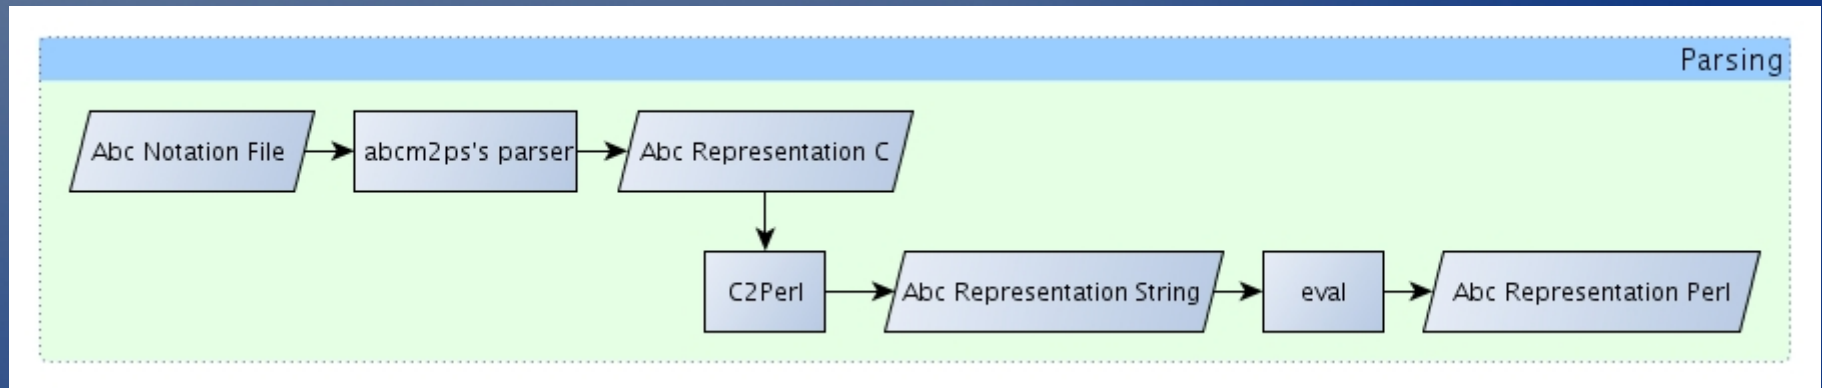 Parsing
Abc Notation File
abcm2ps's parser
Abc Representation C
C2Perl
Abc Representation String
eval
Abc Representation Perl